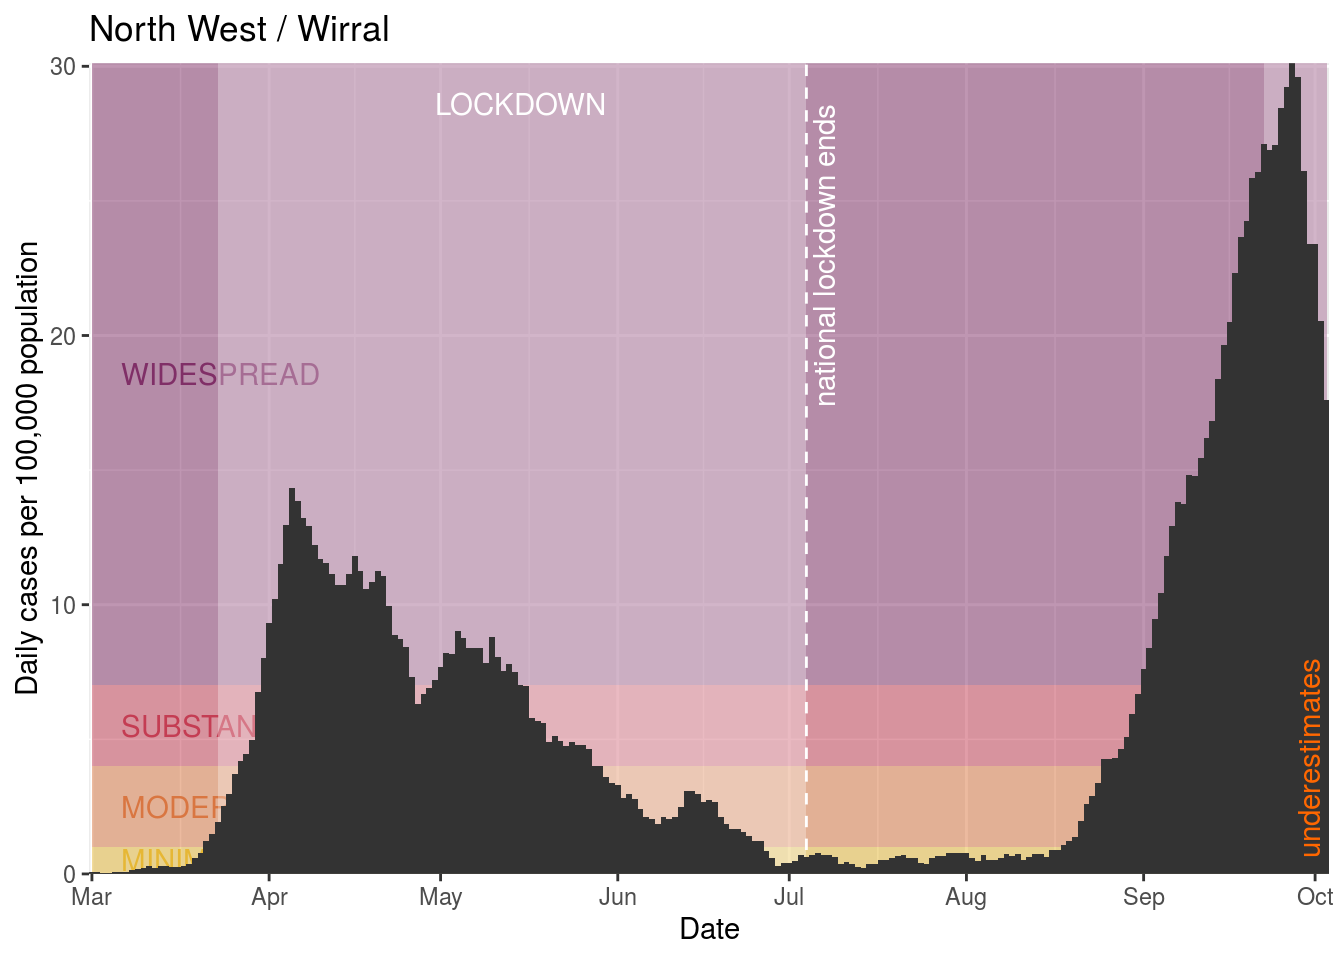 North West / Wirral
Daily cases per 100,000 population
30
20
10
0
LOCKDOWN
national lockdown ends
WIDESPREAD
SUBSTAN
MODER
MINIM
underestimates
Mar Apr May Jun Jul Aug Sep Oct
Date